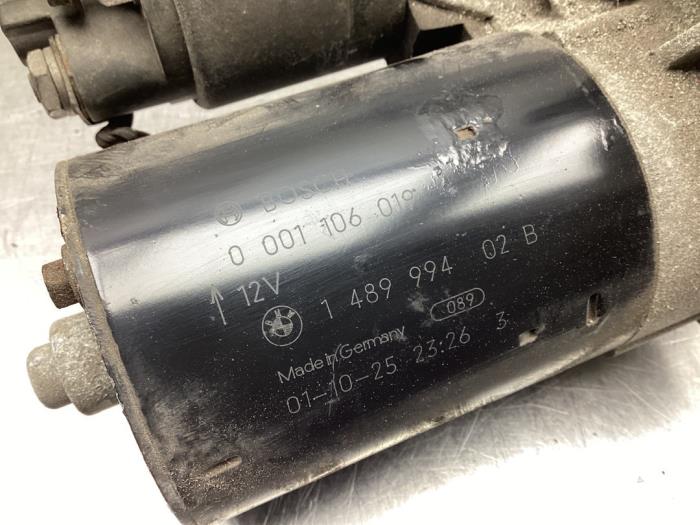 BOSCH
0 001 106 019
12V
1 489 994 02 B
Made in Germany 089
01-10-25 23:26 3